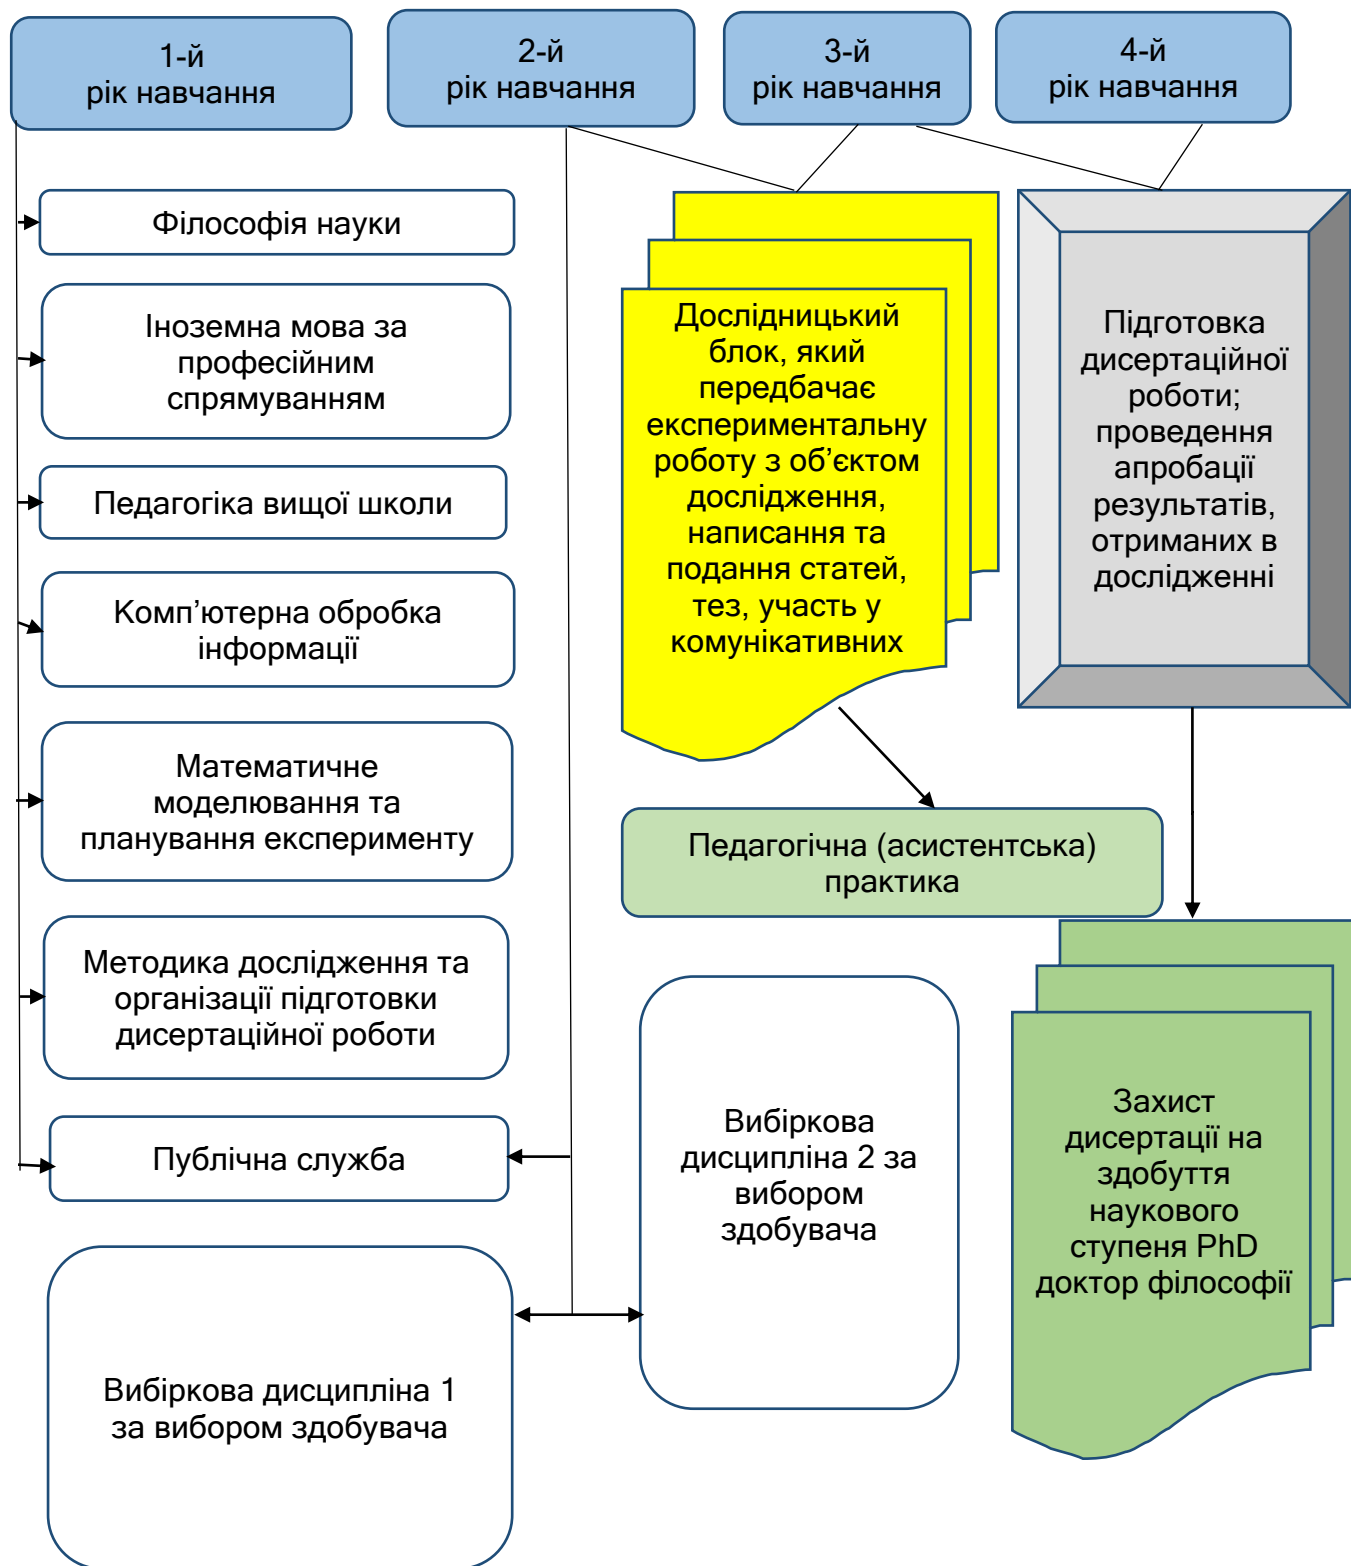 1-й
рік навчання
2-й
рік навчання
3-й
рік навчання
4-й
рік навчання
Філософія науки
Іноземна мова за
професійним
спрямуванням
Педагогіка вищої школи
Комп’ютерна обробка
інформації
Математичне
моделювання та
планування експерименту
Методика дослідження та
організації підготовки
дисертаційної роботи
Публічна служба
Вибіркова дисципліна 1
за вибором здобувача
Дослідницький
блок, який
передбачає
експериментальну
роботу з об’єктом
дослідження,
написання та
подання статей,
тез, участь у
комунікативних
Педагогічна (асистентська)
практика
Вибіркова
дисципліна 2 за
вибором
здобувача
Підготовка
дисертаційної
роботи;
проведення
апробації
результатів,
отриманих в
дослідженні
Захист
дисертації на
здобуття
наукового
ступеня PhD
доктор філософії